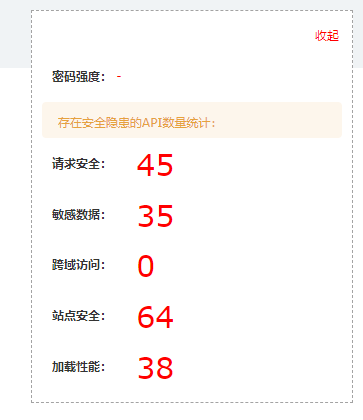 收起
密码强度： -
存在安全隐患的API数量统计：
请求安全： 45
敏感数据： 35
跨域访问： 0
站点安全： 64
加载性能： 38